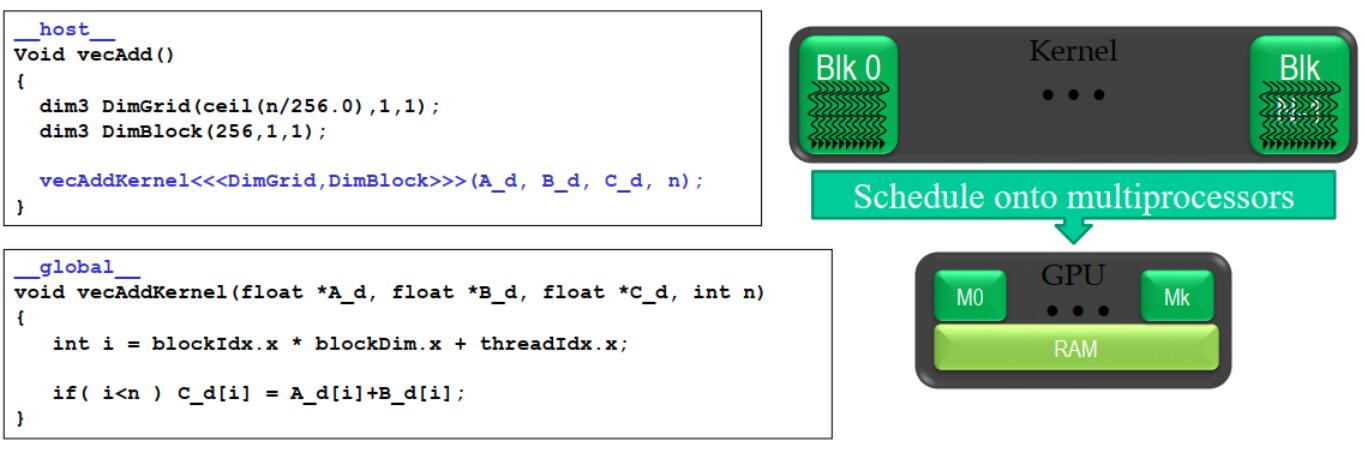 __host__
Void vecAdd()
{
dim3 DimGrid(ceil(n/256.0),1,1);
dim3 DimBlock(256,1,1);
vecAddKernel<<<DimGrid,DimBlock>>>(A_d, B_d, C_d, n);
}
__global__
void vecAddKernel(float *A_d, float *B_d, float *C_d, int n)
{
int i = blockIdx.x * blockDim.x + threadIdx.x;
if( i<n ) C_d[i] = A_d[i]+B_d[i];
}
Kernel
Blk 0
• • •
Blk
N-1
Schedule onto multiprocessors
GPU
M0
• • •
Mk
RAM